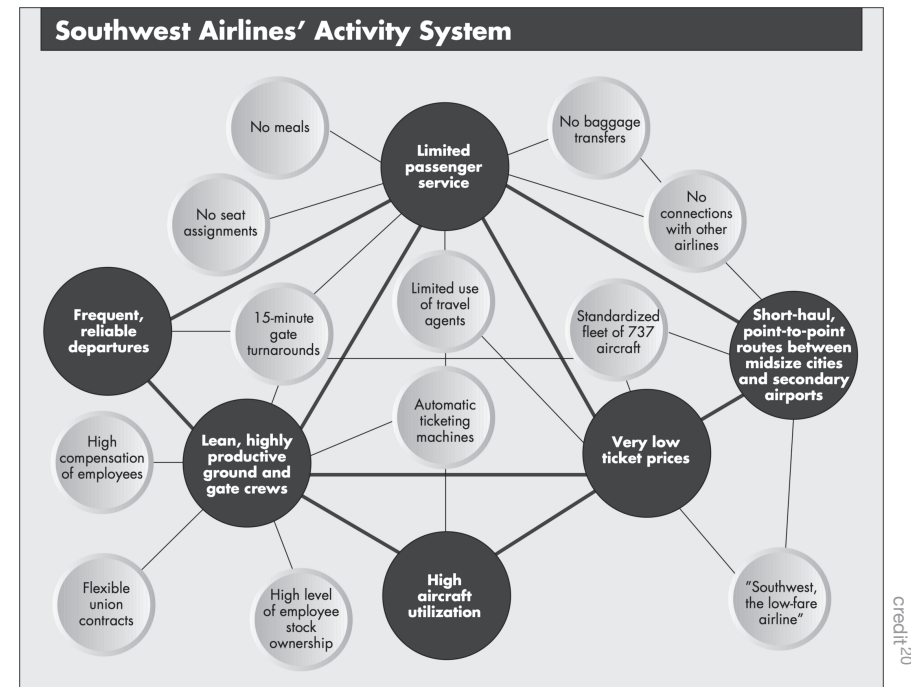 Southwest Airlines’ Activity System
No meals
Limited
passenger
service
No baggage
transfers
No seat
assignments
No
connections
with other
airlines
Frequent,
reliable
departures
15-minute
gate
turnarounds
Limited use
of travel
agents
Standardized
fleet of 737
aircraft
Short-haul,
point-to-point
routes between
midsize cities
and secondary
airports
High
compensation
of employees
Lean, highly
productive
ground and
gate crews
Automatic
ticketing
machines
Very low
ticket prices
Flexible
union
contracts
High level
of employee
stock
ownership
High
aircraft
utilization
"Southwest,
the low-fare
airline"
credit20